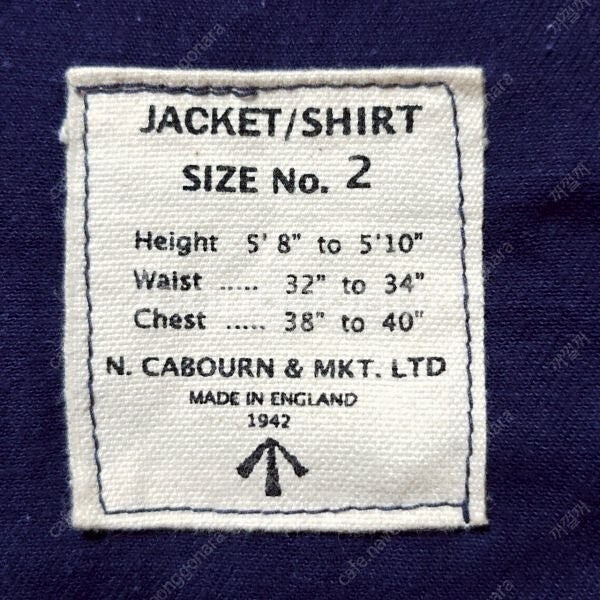 JACKET/SHIRT
SIZE No. 2
Height 5' 8" to 5'10"
Waist ..... 32" to 34"
Chest ..... 38" to 40"
N. CABOURN & MKT. LTD
MADE IN ENGLAND
1942